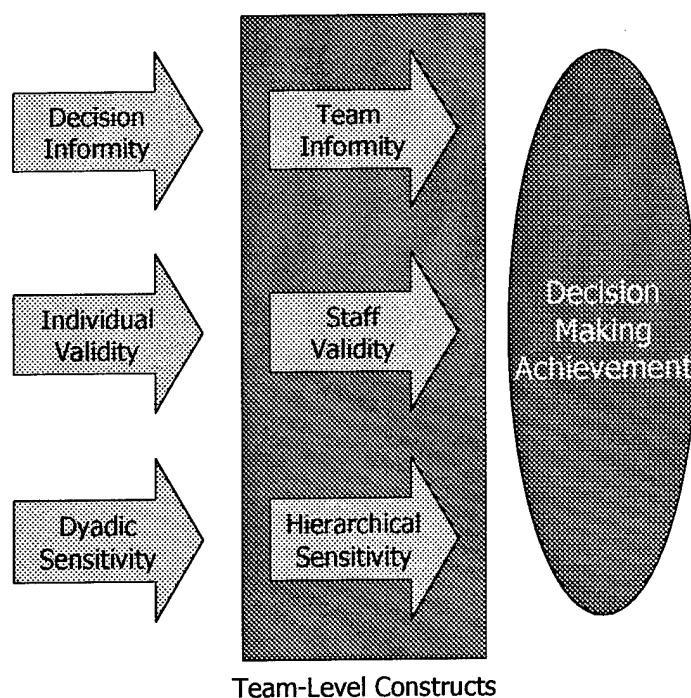 Decision
Informity
Team
Informity
Individual
Validity
Staff
Validity
Decision
Making
Achievement
Dyadic
Sensitivity
Hierarchical
Sensitivity
Team-Level Constructs